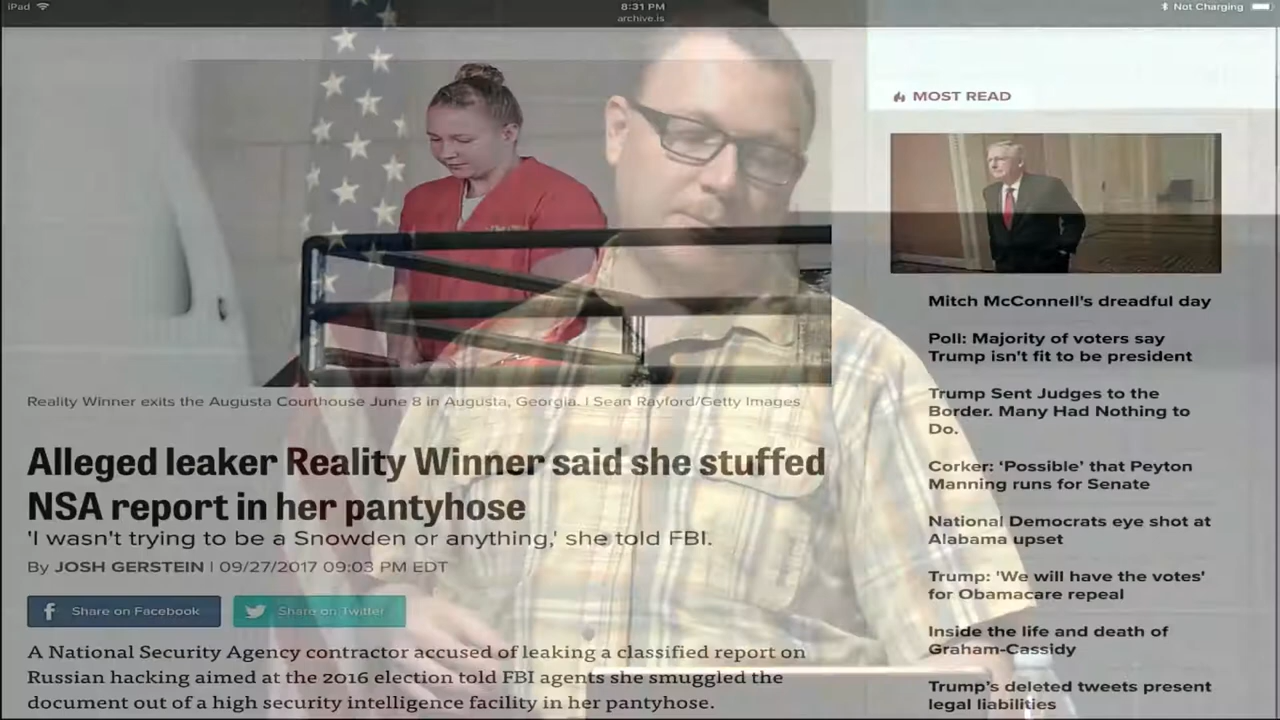 iPad
8:31 PM
Not Charging
archive.is
MOST READ
Reality Winner exits the Augusta Courthouse June 8 in Augusta, Georgia. | Sean Rayford/Getty Images
Alleged leaker Reality Winner said she stuffed
NSA report in her pantyhose
'I wasn't trying to be a Snowden or anything,' she told FBI.
By JOSH GERSTEIN | 09/27/2017 09:03 PM EDT
Share on Facebook
Share on Twitter
A National Security Agency contractor accused of leaking a classified report on
Russian hacking aimed at the 2016 election told FBI agents she smuggled the
document out of a high security intelligence facility in her pantyhose.
Mitch McConnell's dreadful day
Poll: Majority of voters say
Trump isn't fit to be president
Trump Sent Judges to the
Border. Many Had Nothing to
Do.
Corker: ‘Possible’ that Peyton
Manning runs for Senate
National Democrats eye shot at
Alabama upset
Trump: 'We will have the votes'
for Obamacare repeal
Inside the life and death of
Graham-Cassidy
Trump’s deleted tweets present
legal liabilities